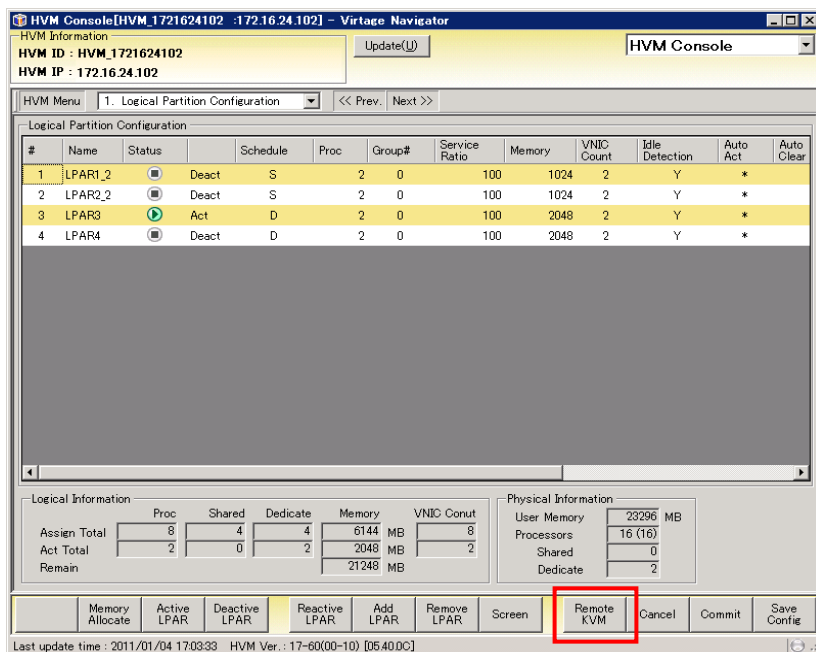 HVM Console[HVM_1721624102 :172.16.24.102] - Virtage Navigator
HVM Information
HVM ID : HVM_1721624102
HVM IP : 172.16.24.102
Update(U)
HVM Console
HVM Menu 1. Logical Partition Configuration << Prev. Next >>
Logical Partition Configuration
# Name Status Schedule Proc Group# Service Ratio Memory VNIC Count Idle Detection Auto Act Auto Clear
1 LPAR1_2 Deact S 2 0 100 1024 2 Y *
2 LPAR2_2 Deact S 2 0 100 1024 2 Y *
3 LPAR3 Act D 2 0 100 2048 2 Y *
4 LPAR4 Deact D 2 0 100 2048 2 Y *
Logical Information
Proc Shared Dedicate Memory VNIC Conut
Assign Total 8 4 4 6144 MB 8
Act Total 2 0 2 2048 MB 2
Remain 21248 MB
Physical Information
User Memory 23296 MB
Processors 16 (16)
Shared 0
Dedicate 2
Memory Allocate Active LPAR Deactive LPAR Reactive LPAR Add LPAR Remove LPAR Screen Remote KVM Cancel Commit Save Config
Last update time : 2011/01/04 17:03:33 HVM Ver. : 17-60(00-10) [05.40.0C]